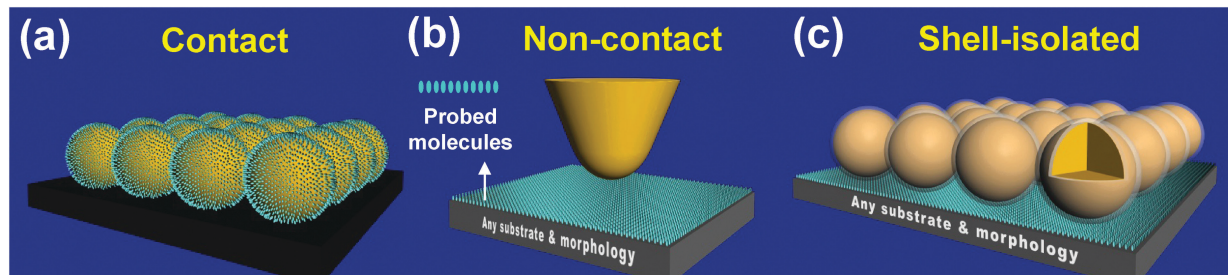 (a) Contact
(b) Non-contact
Probed
molecules
Any substrate & morphology
(c) Shell-isolated
Any substrate & morphology